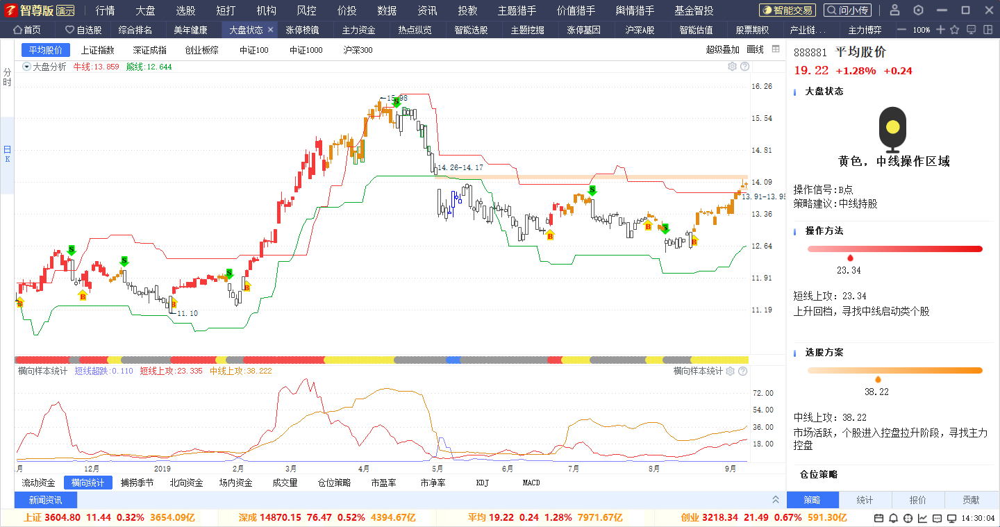 智尊版 演示 行情 大盘 选股 短打 机构 风控 价投 数据 资讯 投教 主题猎手 价值猎手 舆情猎手 基金智投 智能交易 问小传
首页 自选股 综合排名 美年健康 大盘状态 × 涨停棱镜 主力资金 热点纵览 智能选股 主题挖掘 涨停基因 沪深A股 智能估值 股票期权 产业链... 主力博弈 100%
平均股价 上证指数 深证成指 创业板综 中证100 中证1000 沪深300 超级叠加 画线
大盘分析 牛线:13.859 熊线:12.644
分时
日K
16.26
15.54
14.81
14.09
13.36
12.64
11.91
11.19
15.98
14.26-14.17
13.91-13.95
11.10
S
S
S
S
S
S
B
B
B
B
B
B
B
横向样本统计 短线超跌:0.110 短线上攻:23.335 中线上攻:38.222 横向样本统计
72.00
54.00
36.00
18.00
月 12月 2019 2月 3月 4月 5月 6月 7月 8月 9月
流动资金 横向统计 捕捞季节 北向资金 场内资金 成交量 仓位策略 市盈率 市净率 KDJ MACD
新闻资讯
888881 平均股价
19.22 +1.28% +0.24
大盘状态
黄色，中线操作区域
操作信号:B点
策略建议:中线持股
操作方法
23.34
短线上攻: 23.34
上升回档，寻找中线启动类个股
选股方案
38.22
中线上攻: 38.22
市场活跃，个股进入控盘拉升阶段，寻找主力
控盘
仓位策略
策略 统计 报价 贡献
上证 3604.80 11.44 0.32% 3654.09亿 深成 14870.15 76.47 0.52% 4394.67亿 平均 19.22 0.24 1.28% 7971.67亿 创业 3218.34 21.49 0.67% 591.30亿 14:30:04